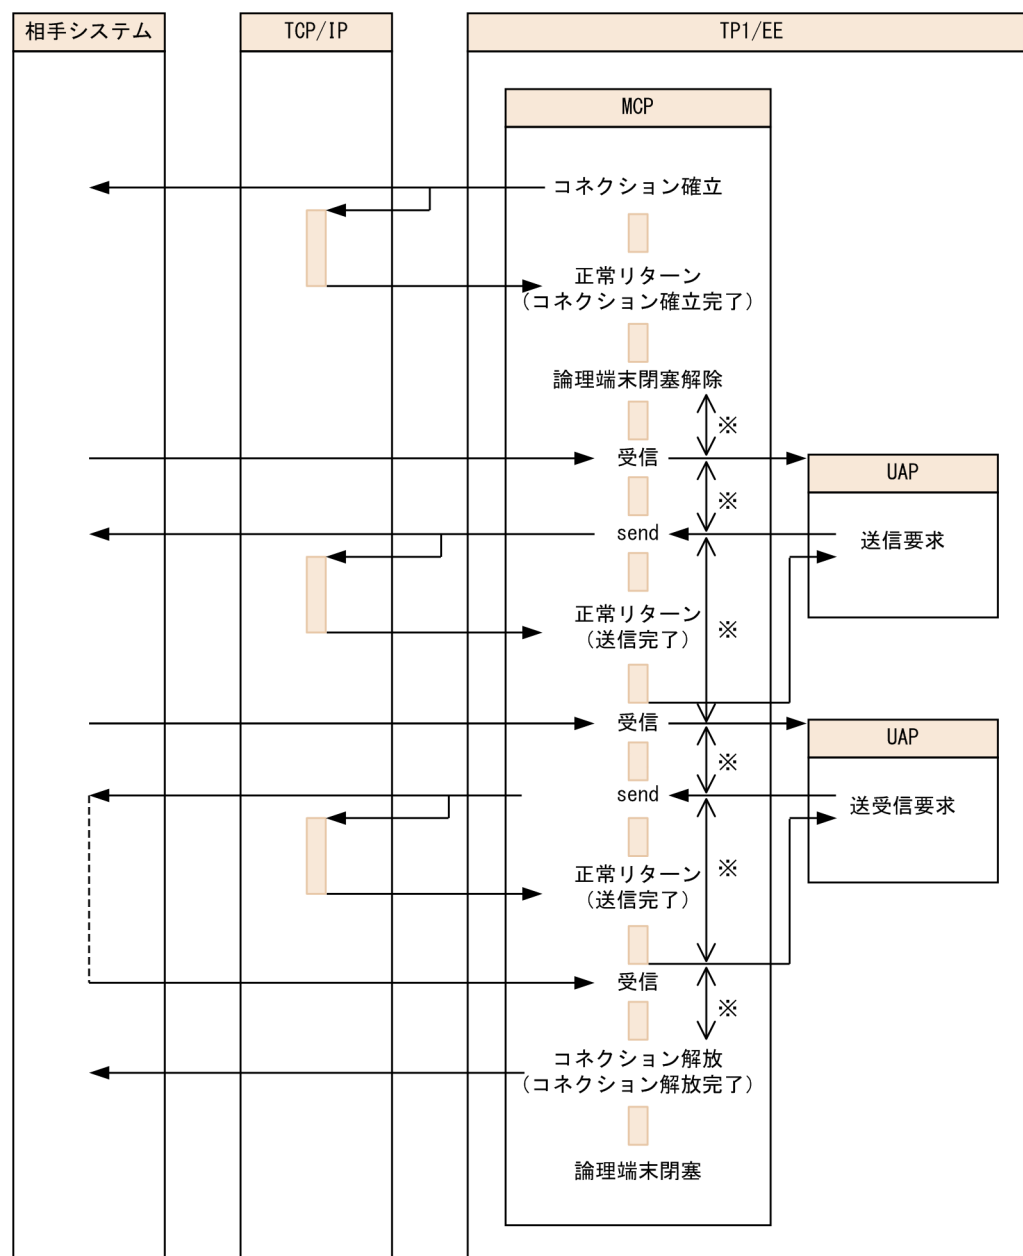 相手システム
TCP/IP
TP1/EE
MCP
コネクション確立
正常リターン
(コネクション確立完了)
論理端末閉塞解除
※
受信
UAP
※
send
送信要求
正常リターン
(送信完了)
※
受信
UAP
※
send
送受信要求
正常リターン
(送信完了)
※
受信
※
コネクション解放
(コネクション解放完了)
論理端末閉塞